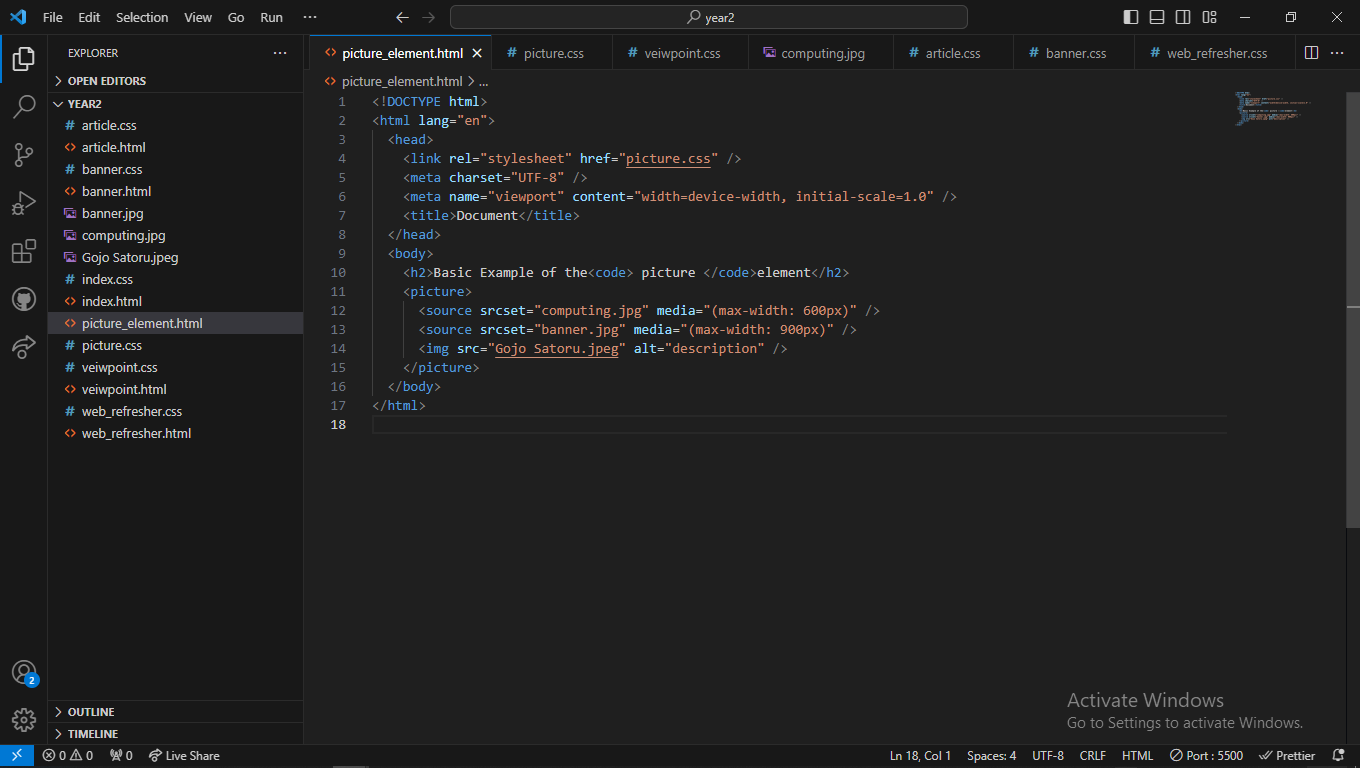 File Edit Selection View Go Run ···
year2
EXPLORER ···
picture_element.html
picture.css
veiwpoint.css
computing.jpg
article.css
banner.css
web_refresher.css
···
OPEN EDITORS
YEAR2
article.css
article.html
banner.css
banner.html
banner.jpg
computing.jpg
Gojo Satoru.jpeg
index.css
index.html
picture_element.html
picture.css
veiwpoint.css
veiwpoint.html
web_refresher.css
web_refresher.html
OUTLINE
TIMELINE
picture_element.html > ...
1 <!DOCTYPE html>
2 <html lang="en">
3 <head>
4 <link rel="stylesheet" href="picture.css" />
5 <meta charset="UTF-8" />
6 <meta name="viewport" content="width=device-width, initial-scale=1.0" />
7 <title>Document</title>
8 </head>
9 <body>
10 <h2>Basic Example of the<code> picture </code>element</h2>
11 <picture>
12 <source srcset="computing.jpg" media="(max-width: 600px)" />
13 <source srcset="banner.jpg" media="(max-width: 900px)" />
14 <img src="Gojo Satoru.jpeg" alt="description" />
15 </picture>
16 </body>
17 </html>
18
Activate Windows
Go to Settings to activate Windows.
2
0 0 0 Live Share
Ln 18, Col 1 Spaces: 4 UTF-8 CRLF HTML Port : 5500 Prettier